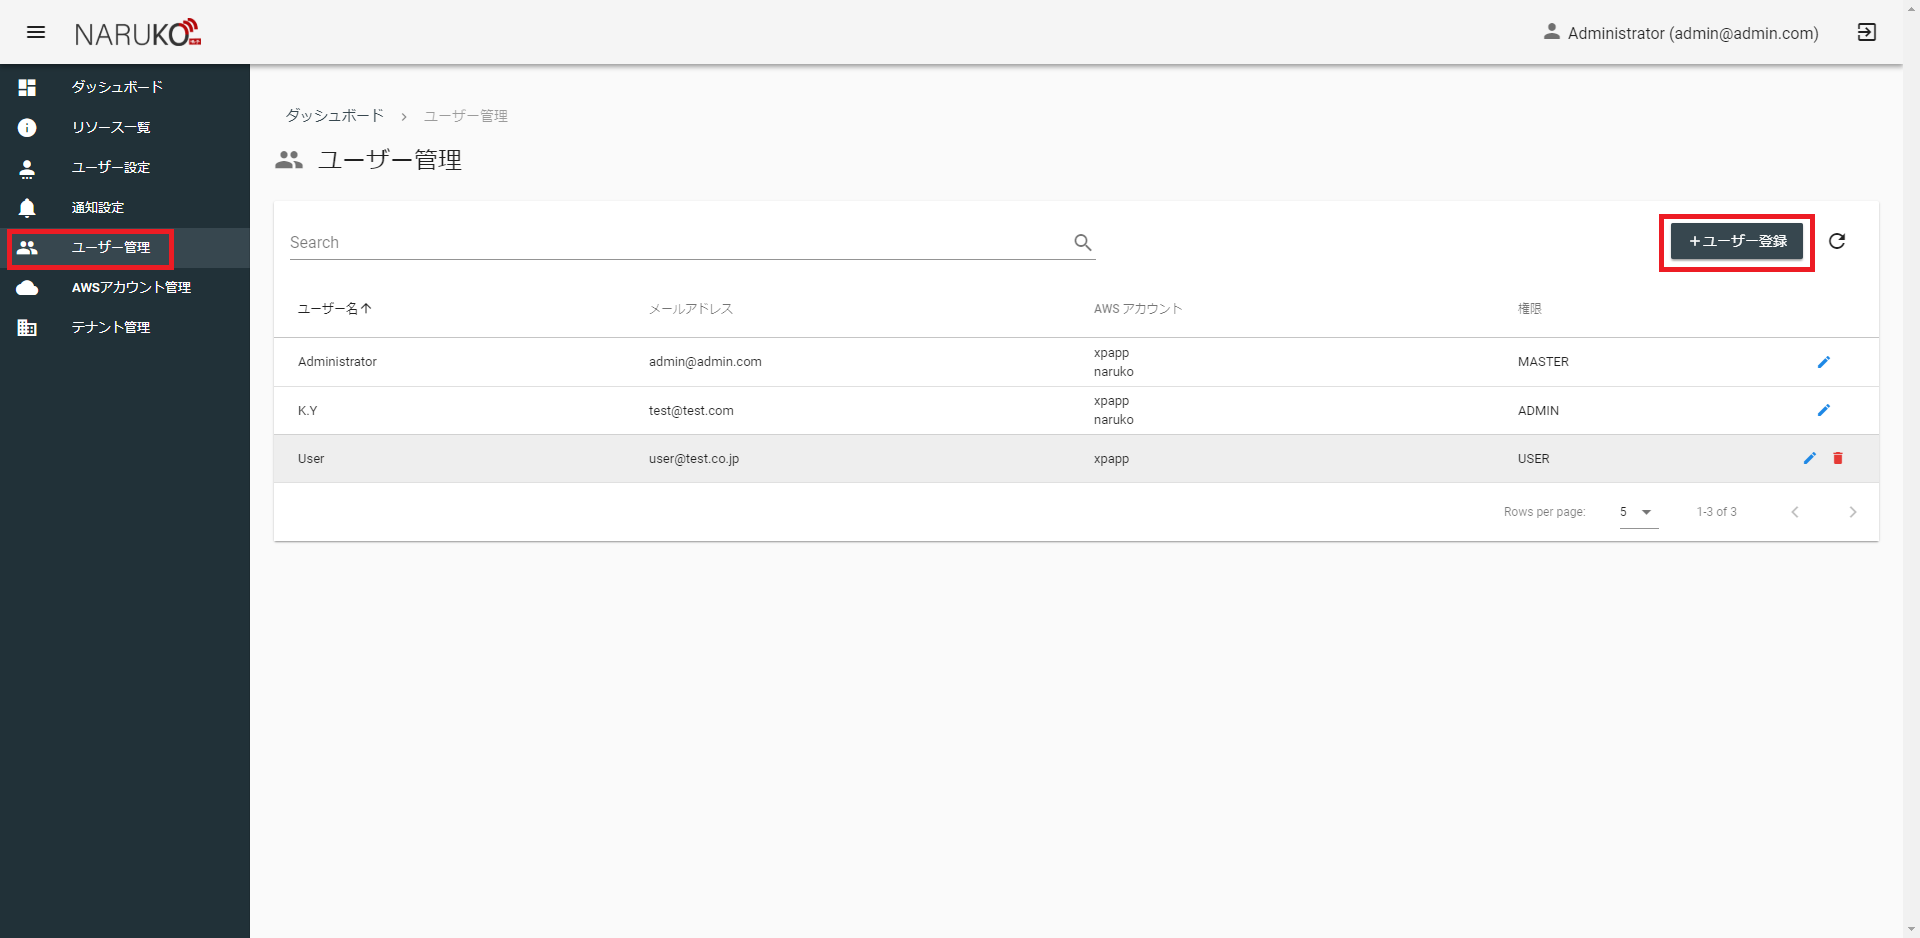 NARUKO
Administrator (admin@admin.com)
ダッシュボード
リソース一覧
ユーザー設定
通知設定
ユーザー管理
AWSアカウント管理
テナント管理
ダッシュボード > ユーザー管理
ユーザー管理
Search
+ユーザー登録
ユーザー名↑ メールアドレス AWS アカウント 権限
Administrator admin@admin.com xpapp naruko MASTER
K.Y test@test.com xpapp naruko ADMIN
User user@test.co.jp xpapp USER
Rows per page: 5 1-3 of 3